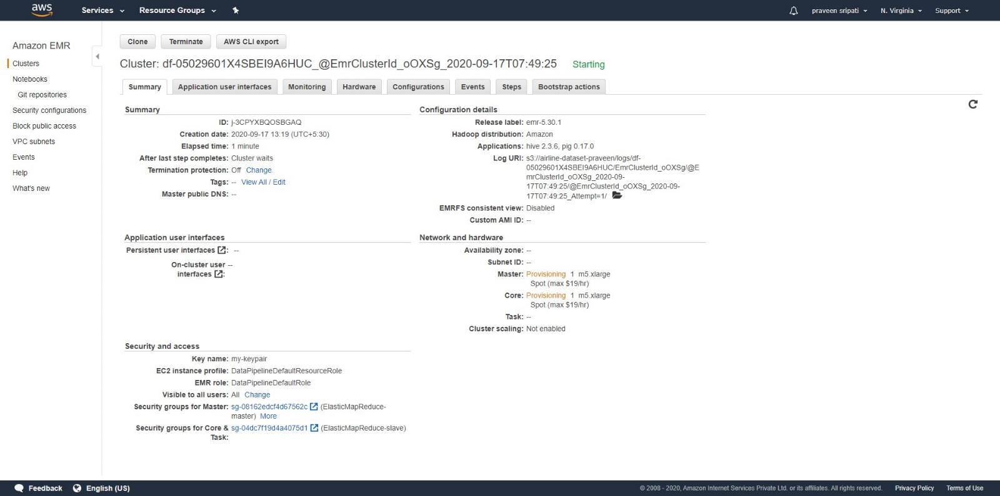 aws
Services
Resource Groups
praveen sripati
N. Virginia
Support
Amazon EMR
Clusters
Notebooks
Git repositories
Security configurations
Block public access
VPC subnets
Events
Help
What's new
Clone
Terminate
AWS CLI export
Cluster: df-05029601X4SBEI9A6HUC_@EmrClusterId_oOXSg_2020-09-17T07:49:25 Starting
Summary
Application user interfaces
Monitoring
Hardware
Configurations
Events
Steps
Bootstrap actions
Summary
ID: j-3CPYXBQOSBGAQ
Creation date: 2020-09-17 13:19 (UTC+5:30)
Elapsed time: 1 minute
After last step completes: Cluster waits
Termination protection: Off Change
Tags: -- View All / Edit
Master public DNS: --
Configuration details
Release label: emr-5.30.1
Hadoop distribution: Amazon
Applications: hive 2.3.6, pig 0.17.0
Log URI: s3://airline-dataset-praveen/logs/df-
05029601X4SBEI9A6HUC/EmrClusterId_oOXSg/@E
mrClusterId_oOXSg_2020-09-
17T07:49:25/@EmrClusterId_oOXSg_2020-09-
17T07:49:25_Attempt=1/
EMRFS consistent view: Disabled
Custom AMI ID: --
Application user interfaces
Persistent user interfaces : --
On-cluster user --
interfaces :
Network and hardware
Availability zone: --
Subnet ID: --
Master: Provisioning 1 m5.xlarge
Spot (max $19/hr)
Core: Provisioning 1 m5.xlarge
Spot (max $19/hr)
Task: --
Cluster scaling: Not enabled
Security and access
Key name: my-keypair
EC2 instance profile: DataPipelineDefaultResourceRole
EMR role: DataPipelineDefaultRole
Visible to all users: All Change
Security groups for Master: sg-08162edcf4d67562c (ElasticMapReduce-
master) More
Security groups for Core & sg-04dc7f19d4a4075d1 (ElasticMapReduce-slave)
Task:
Feedback
English (US)
© 2008 - 2020, Amazon Internet Services Private Ltd. or its affiliates. All rights reserved.
Privacy Policy
Terms of Use